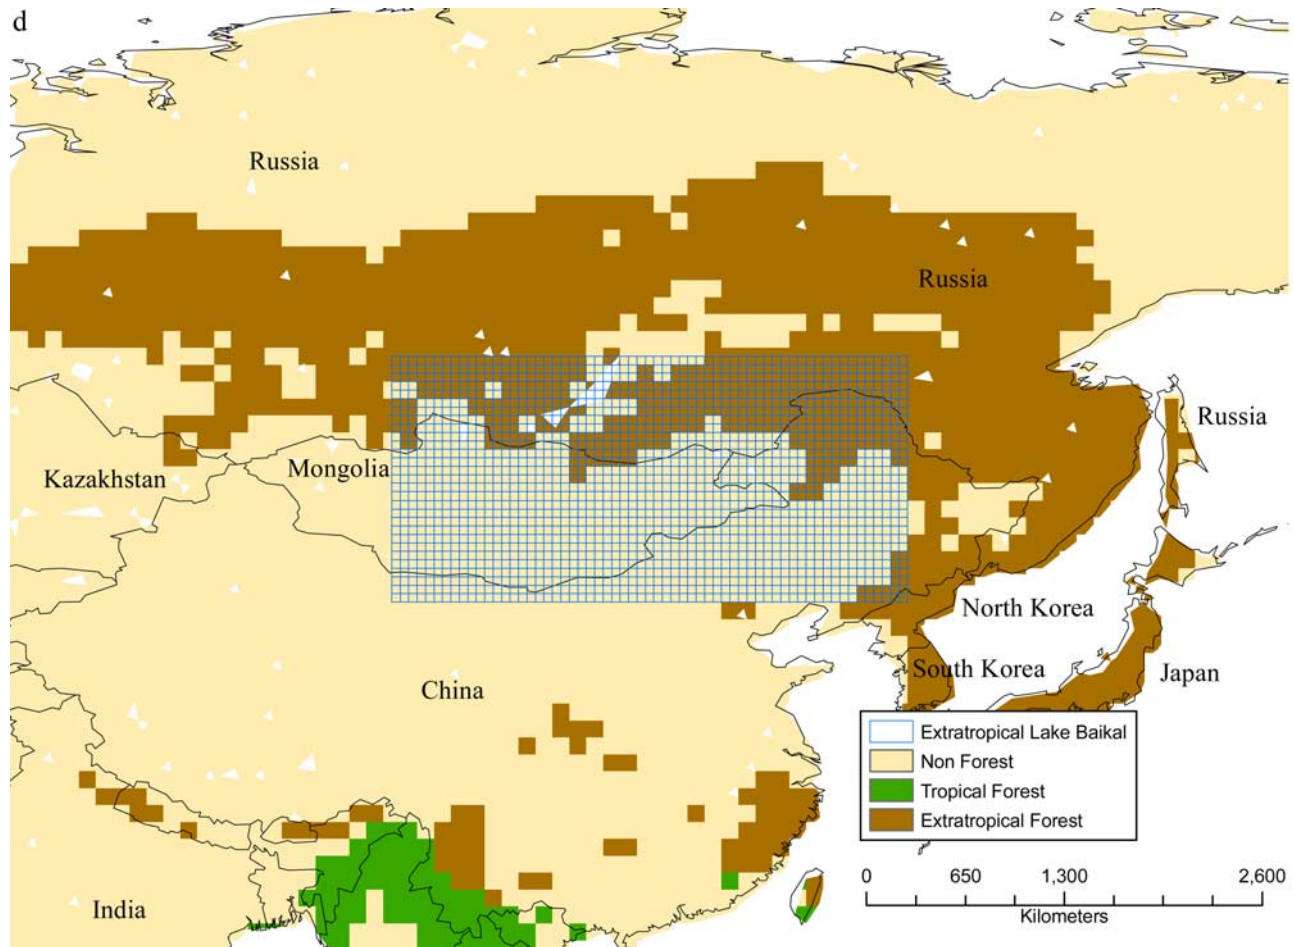 d
Russia
Russia
Russia
Mongolia
Kazakhstan
North Korea
South Korea
Japan
China
Extratropical Lake Baikal
Non Forest
Tropical Forest
Extratropical Forest
India
0 650 1,300 2,600
Kilometers